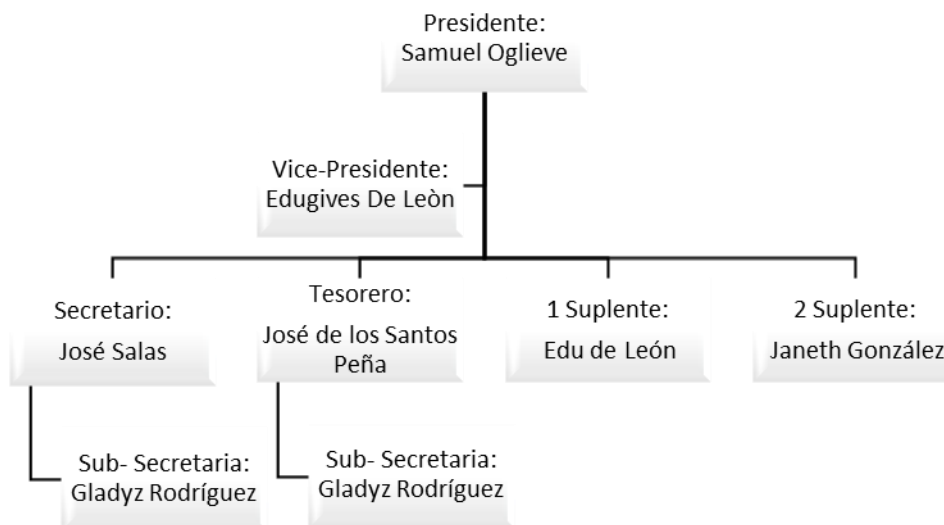 Presidente:
Samuel Oglieve
Vice-Presidente:
Edugives De Leòn
Secretario:
José Salas
Tesorero:
José de los Santos
Peña
1 Suplente:
Edu de León
2 Suplente:
Janeth González
Sub- Secretaria:
Gladyz Rodríguez
Sub- Secretaria:
Gladyz Rodríguez